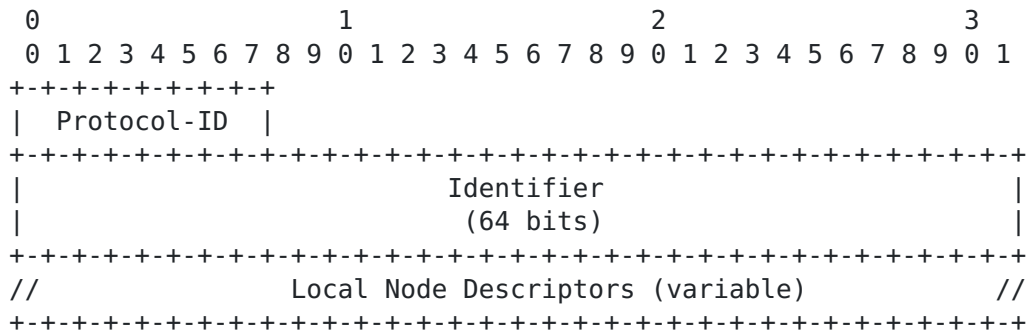 0                   1                   2                   3
 0 1 2 3 4 5 6 7 8 9 0 1 2 3 4 5 6 7 8 9 0 1 2 3 4 5 6 7 8 9 0 1
+-+-+-+-+-+-+-+-+
|  Protocol-ID  |
+-+-+-+-+-+-+-+-+-+-+-+-+-+-+-+-+-+-+-+-+-+-+-+-+-+-+-+-+-+-+-+-+
|                           Identifier                          |
|                            (64 bits)                          |
+-+-+-+-+-+-+-+-+-+-+-+-+-+-+-+-+-+-+-+-+-+-+-+-+-+-+-+-+-+-+-+-+
//                Local Node Descriptors (variable)            //
+-+-+-+-+-+-+-+-+-+-+-+-+-+-+-+-+-+-+-+-+-+-+-+-+-+-+-+-+-+-+-+-+